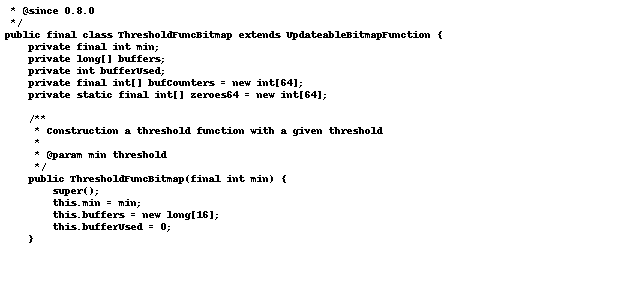 * @since 0.8.0
 */
public final class ThresholdFuncBitmap extends UpdateableBitmapFunction {
    private final int min;
    private long[] buffers;
    private int bufferUsed;
    private final int[] bufCounters = new int[64];
    private static final int[] zeroes64 = new int[64];

    /**
     * Construction a threshold function with a given threshold
     *
     * @param min threshold
     */
    public ThresholdFuncBitmap(final int min) {
        super();
        this.min = min;
        this.buffers = new long[16];
        this.bufferUsed = 0;
    }